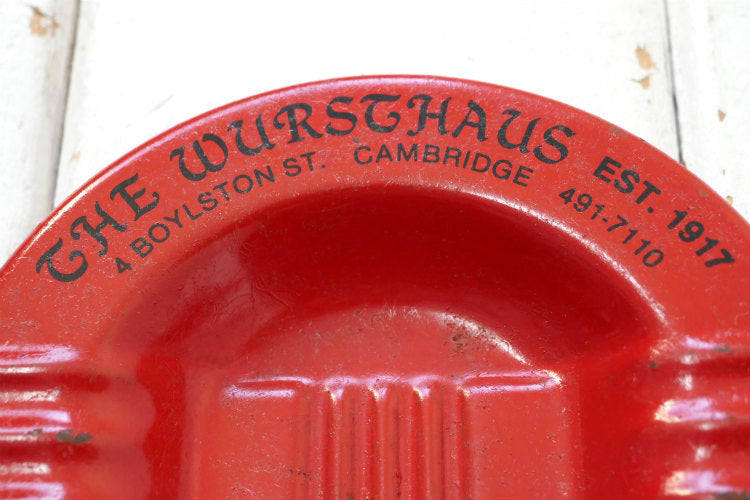 THE WURSTHAUS EST. 1917
4 BOYLSTON ST. CAMBRIDGE 491-7110